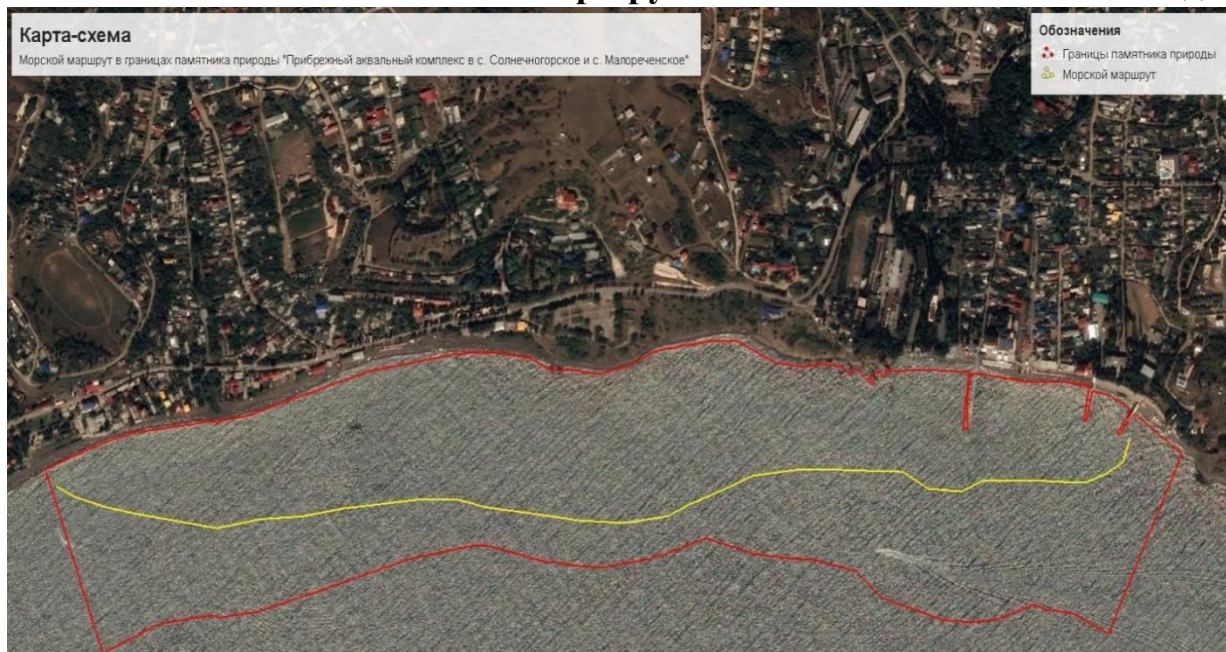 Карта-схема
Морской маршрут в границах памятника природы "Прибрежный аквальный комплекс в с. Солнечногорское и с. Малореченское"
Обозначения
Границы памятника природы
Морской маршрут